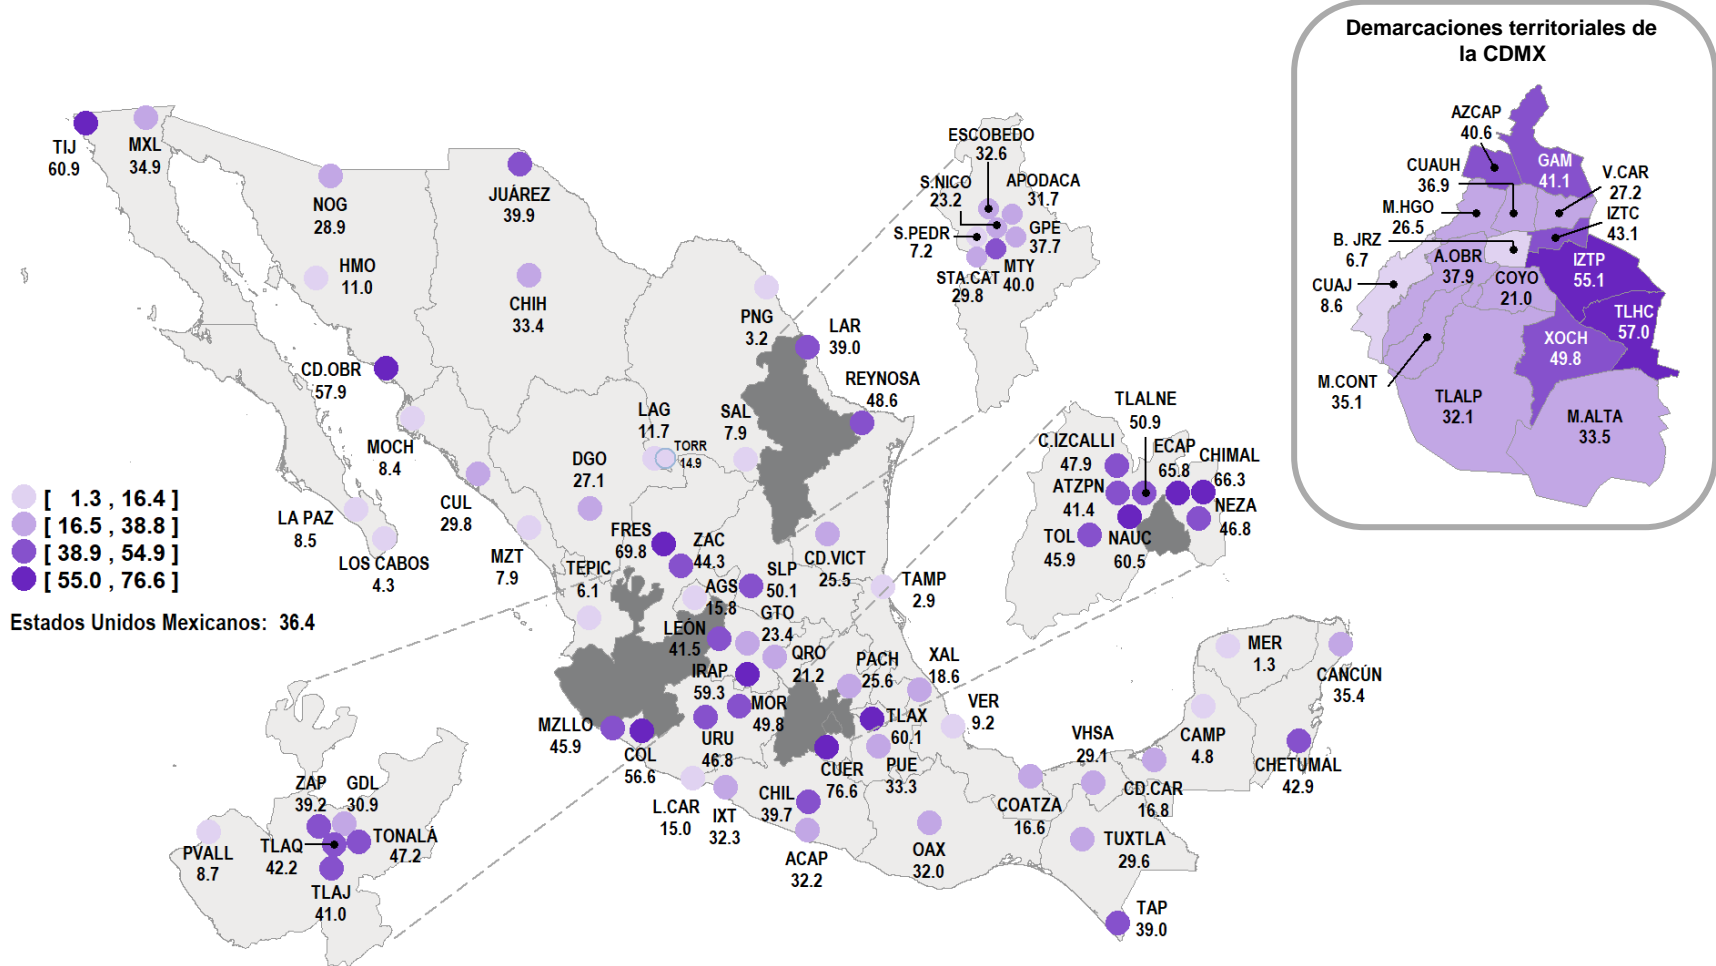 Demarcaciones territoriales de
la CDMX
AZCAP
40.6
CUAUH
36.9
GAM
41.1
V.CAR
27.2
M.HGO
26.5
IZTC
43.1
B. JRZ
6.7
A.OBR
37.9
IZTP
55.1
CUAJ
8.6
COYO
21.0
TLHC
57.0
XOCH
49.8
M.CONT
35.1
TLALP
32.1
M.ALTA
33.5
TIJ
60.9
MXL
34.9
NOG
28.9
JUÁREZ
39.9
HMO
11.0
CHIH
33.4
ESCOBEDO
32.6
S.NICO
23.2
APODACA
31.7
S.PEDR
7.2
GPE
37.7
STA.CAT
29.8
MTY
40.0
PNG
3.2
LAR
39.0
CD.OBR
57.9
REYNOSA
48.6
MOCH
8.4
LAG
11.7
TORR
14.9
SAL
7.9
DGO
27.1
CUL
29.8
LA PAZ
8.5
LOS CABOS
4.3
MZT
7.9
FRES
69.8
ZAC
44.3
CD.VICT
25.5
TLALNE
50.9
C.IZCALLI
47.9
ECAP
65.8
CHIMAL
66.3
ATZPN
41.4
NEZA
46.8
TOL
45.9
NAUC
60.5
[ 1.3 , 16.4 ]
[ 16.5 , 38.8 ]
[ 38.9 , 54.9 ]
[ 55.0 , 76.6 ]
Estados Unidos Mexicanos: 36.4
TEPIC
6.1
AGS
15.8
SLP
50.1
TAMP
2.9
LEÓN
41.5
GTO
23.4
QRO
21.2
IRAP
59.3
PACH
25.6
XAL
18.6
MOR
49.8
MZLLO
45.9
COL
56.6
URU
46.8
TLAX
60.1
VER
9.2
CUER
76.6
PUE
33.3
L.CAR
15.0
IXT
32.3
CHIL
39.7
ACAP
32.2
OAX
32.0
COATZA
16.6
VHSA
29.1
CD.CAR
16.8
TUXTLA
29.6
TAP
39.0
MER
1.3
CANCÚN
35.4
CAMP
4.8
CHETUMAL
42.9
ZAP
39.2
GDL
30.9
TLAQ
42.2
TONALÁ
47.2
PVALL
8.7
TLAJ
41.0